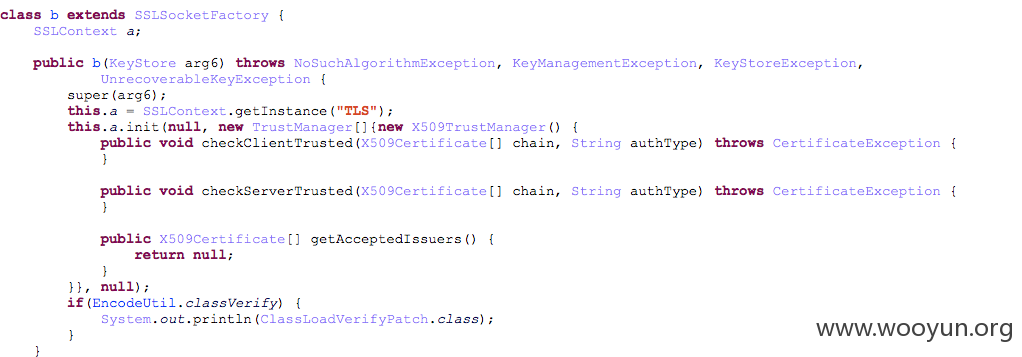 class b extends SSLSocketFactory {
    SSLContext a;

    public b(KeyStore arg6) throws NoSuchAlgorithmException, KeyManagementException, KeyStoreException,
            UnrecoverableKeyException {
        super(arg6);
        this.a = SSLContext.getInstance("TLS");
        this.a.init(null, new TrustManager[]{new X509TrustManager() {
            public void checkClientTrusted(X509Certificate[] chain, String authType) throws CertificateException {
            }

            public void checkServerTrusted(X509Certificate[] chain, String authType) throws CertificateException {
            }

            public X509Certificate[] getAcceptedIssuers() {
                return null;
            }
        }}, null);
        if(EncodeUtil.classVerify) {
            System.out.println(ClassLoadVerifyPatch.class);
        }
    }
www.wooyun.org